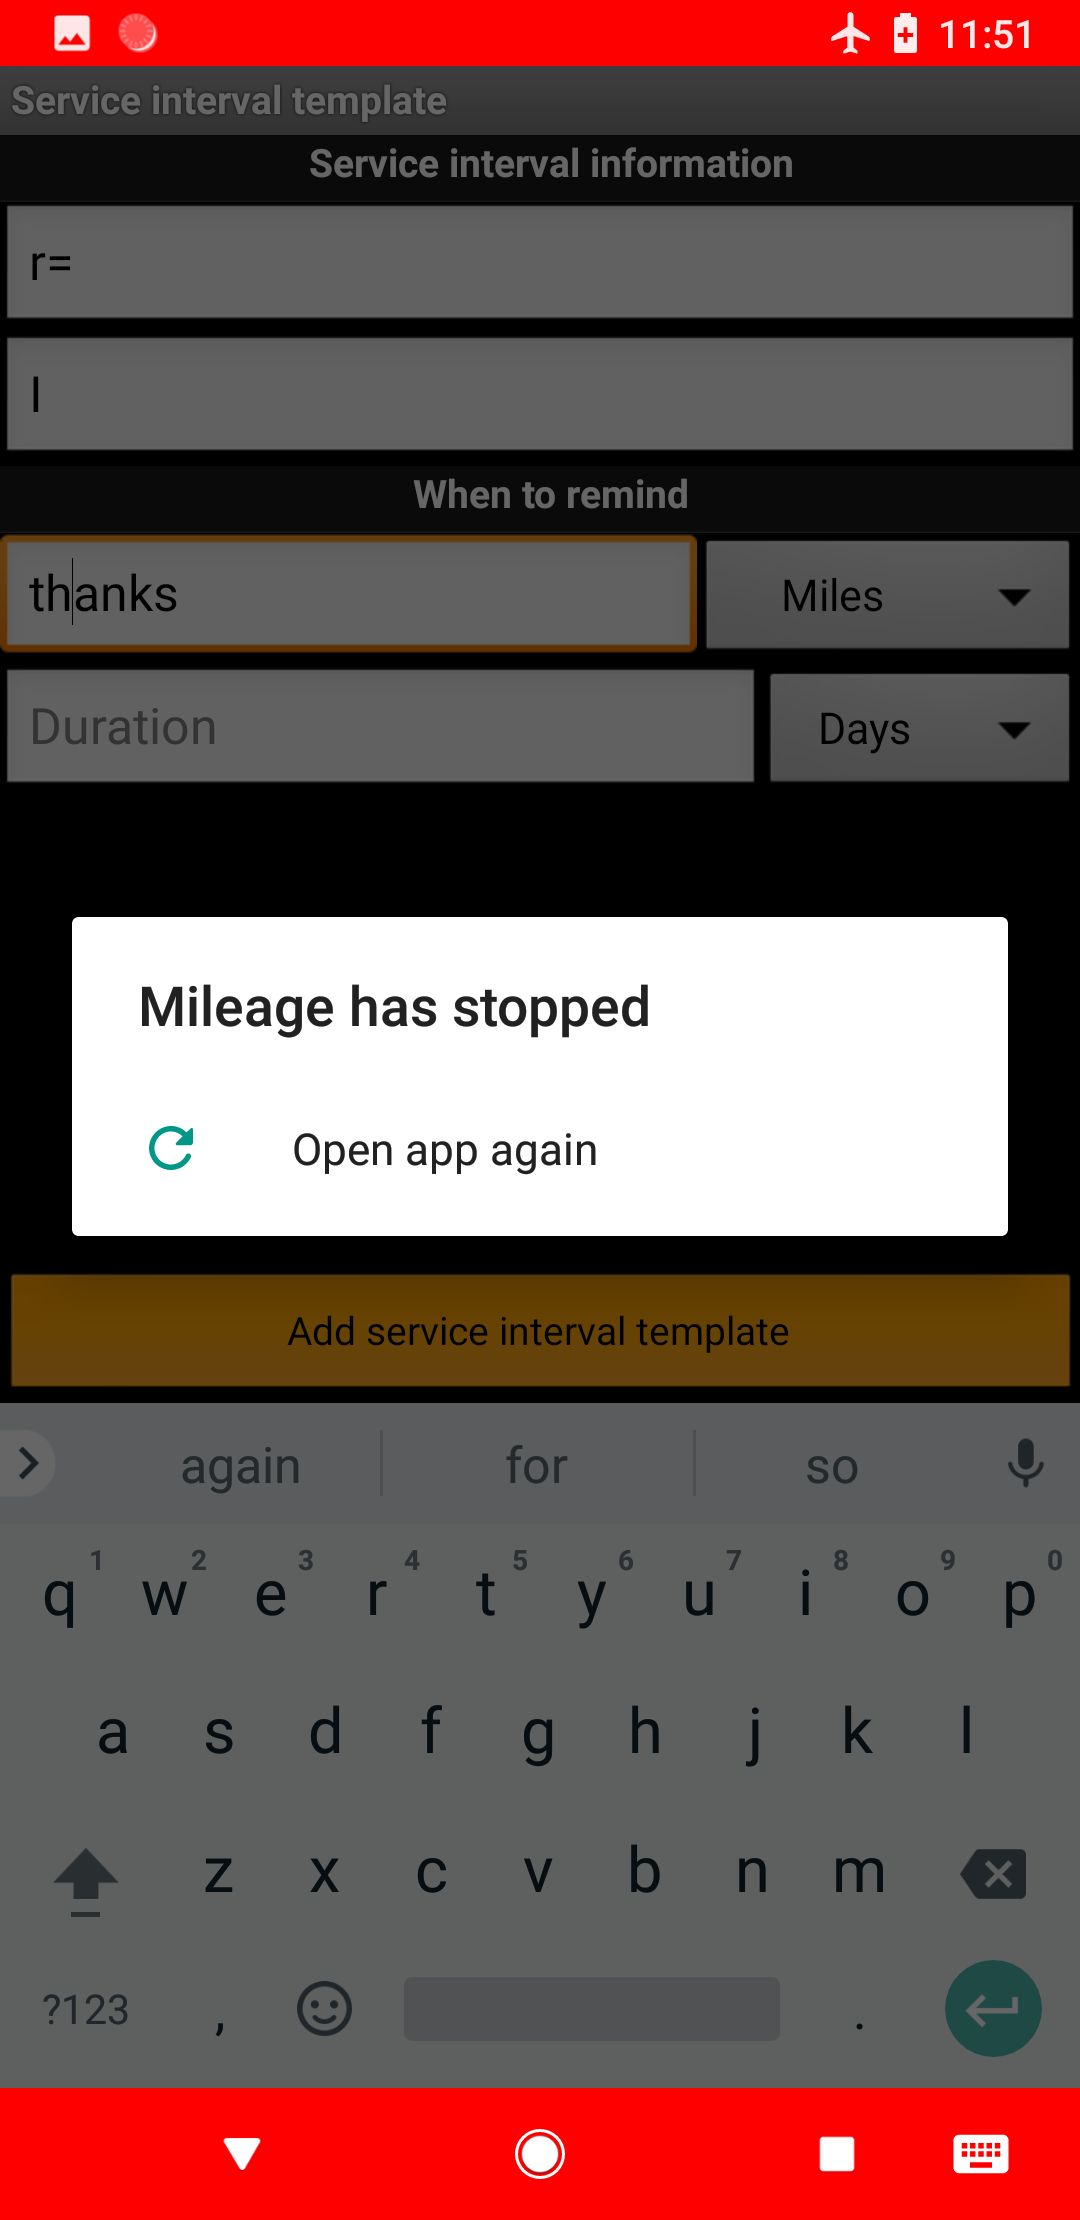 11:51
Service interval template
Service interval information
r=
l
When to remind
thanks Miles
Duration Days
Mileage has stopped
Open app again
Add service interval template
again for so
1 2 3 4 5 6 7 8 9 0
q w e r t y u i o p
a s d f g h j k l
z x c v b n m
?123 , .